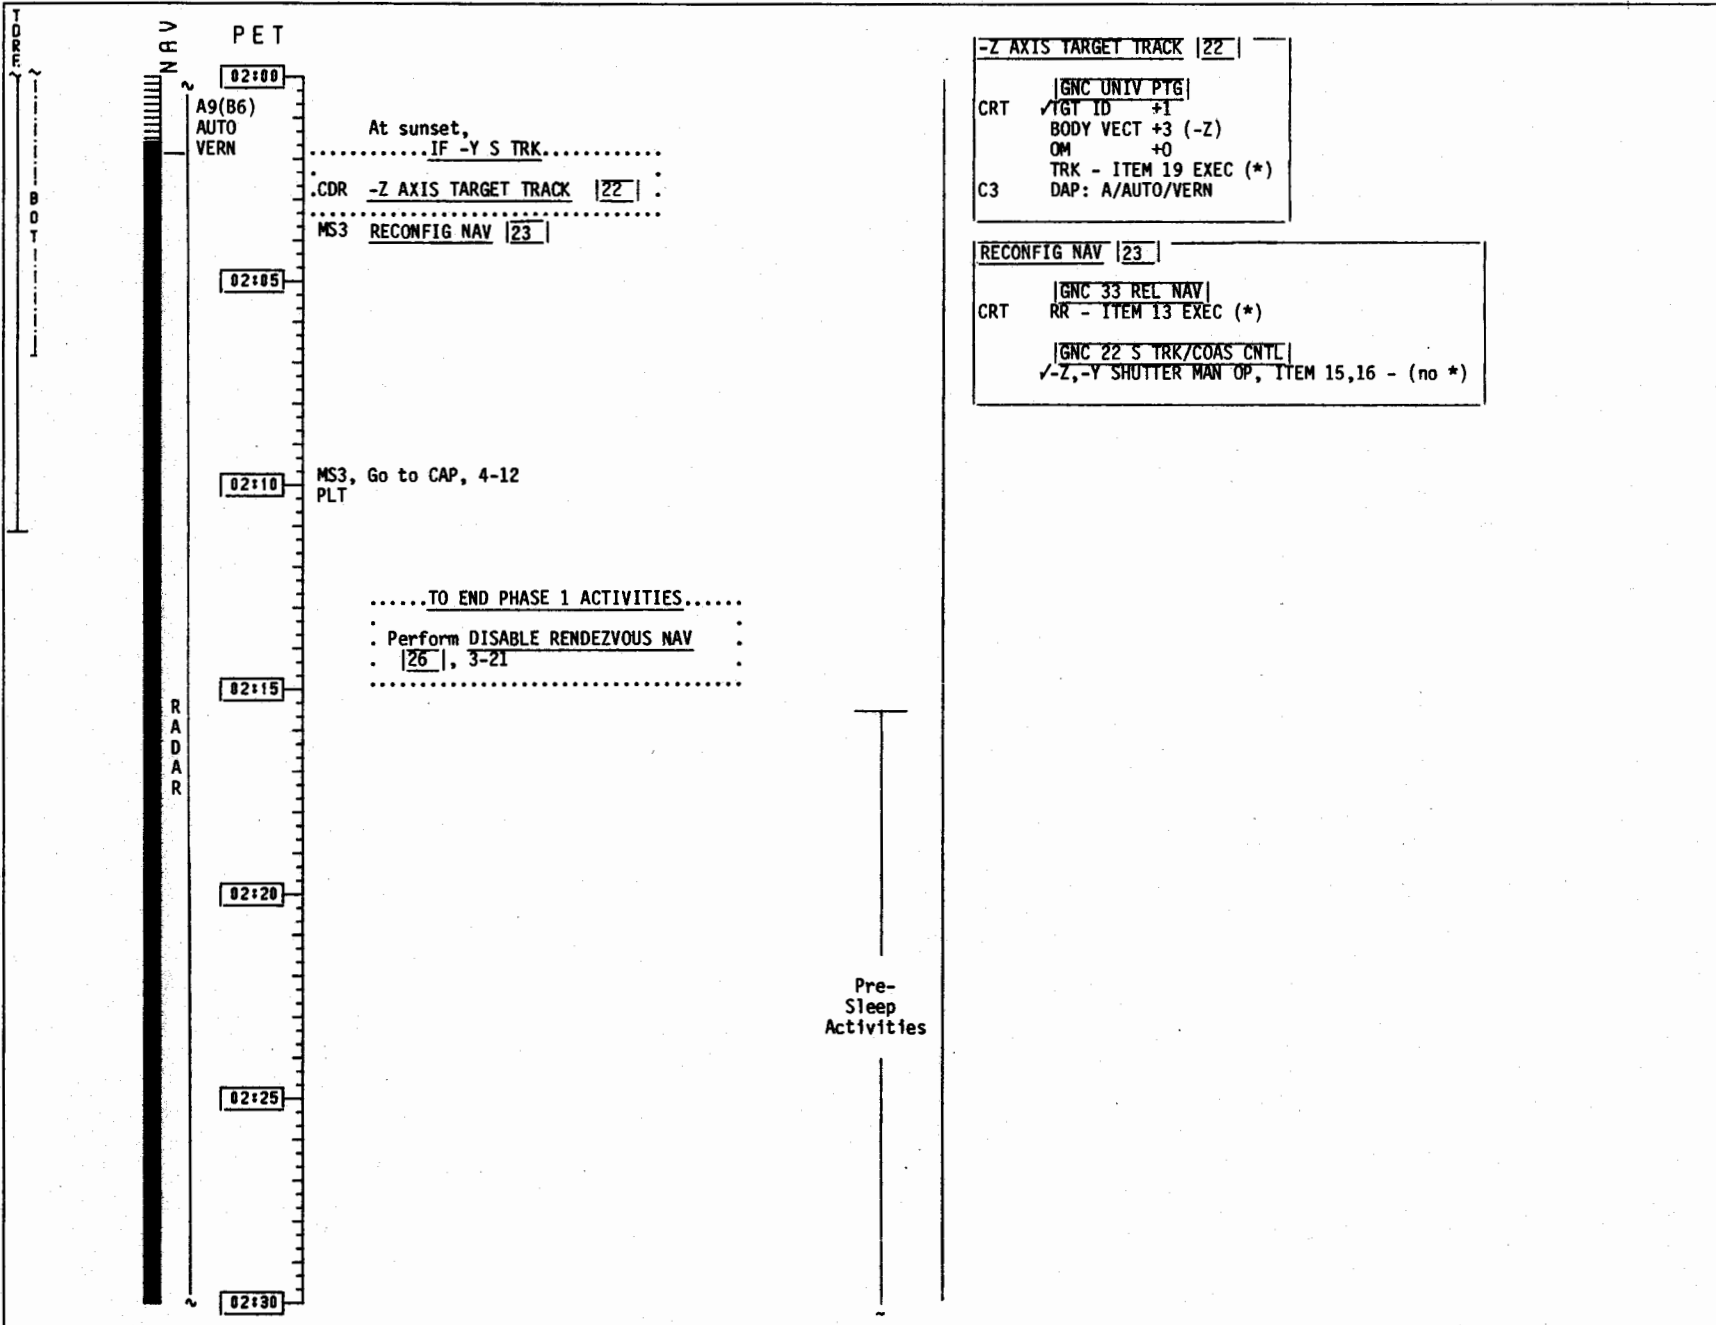 TDRE
NAV
PET
02:00
A9(B6)
AUTO
VERN
At sunset,
............IF -Y S TRK............
.CDR -Z AXIS TARGET TRACK |22 | .
MS3 RECONFIG NAV |23 |
BOT
02:05
02:10
MS3, Go to CAP, 4-12
PLT
......TO END PHASE 1 ACTIVITIES......
. Perform DISABLE RENDEZVOUS NAV .
. |26 |, 3-21 .
02:15
RADAR
02:20
Pre-
Sleep
Activities
02:25
02:30
-Z AXIS TARGET TRACK |22 |
|GNC UNIV PTG|
CRT √TGT ID +1
BODY VECT +3 (-Z)
OM +0
TRK - ITEM 19 EXEC (*)
C3 DAP: A/AUTO/VERN
RECONFIG NAV |23 |
|GNC 33 REL NAV|
CRT RR - ITEM 13 EXEC (*)
|GNC 22 S TRK/COAS CNTL|
√-Z,-Y SHUTTER MAN OP, ITEM 15,16 - (no *)